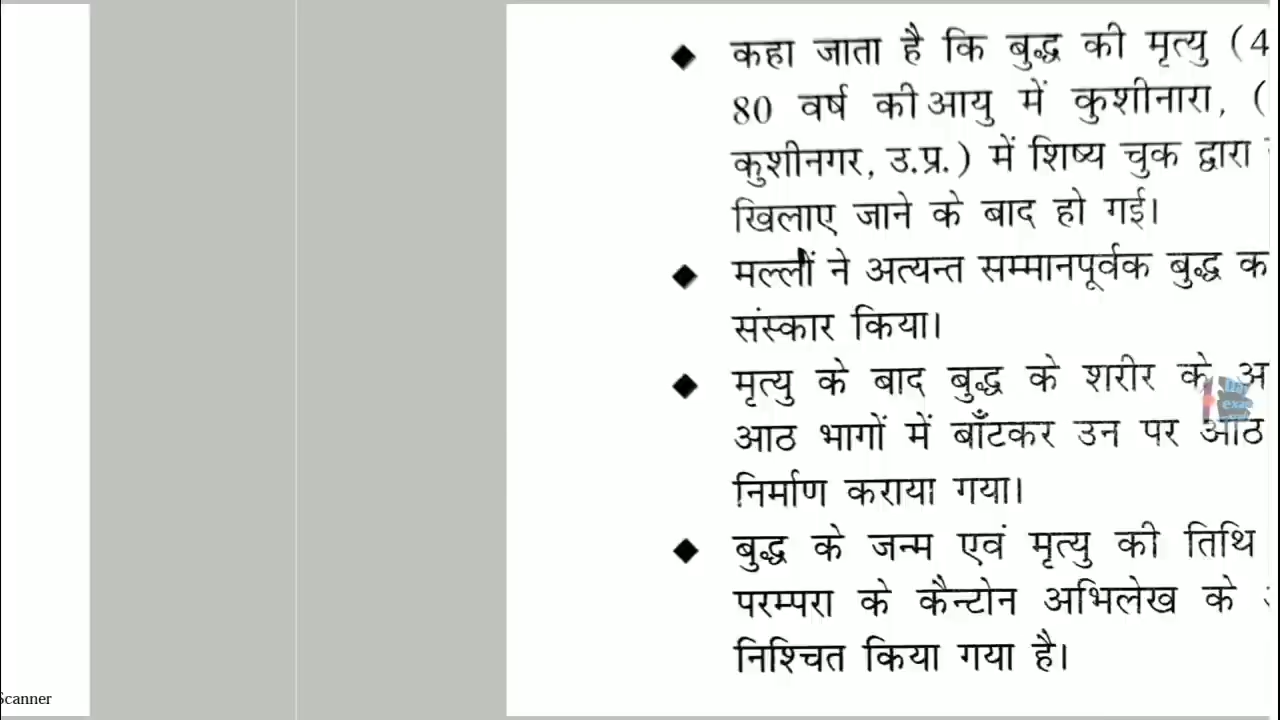 ◆ कहा जाता है कि बुद्ध की मृत्यु (4
80 वर्ष की आयु में कुशीनारा, (
कुशीनगर, उ.प्र.) में शिष्य चुक द्वारा
खिलाए जाने के बाद हो गई।
◆ मल्लों ने अत्यन्त सम्मानपूर्वक बुद्ध क
संस्कार किया।
◆ मृत्यु के बाद बुद्ध के शरीर के अ
आठ भागों में बाँटकर उन पर आठ
निर्माण कराया गया।
◆ बुद्ध के जन्म एवं मृत्यु की तिथि
परम्परा के कैन्टोन अभिलेख के
निश्चित किया गया है।
Scanner